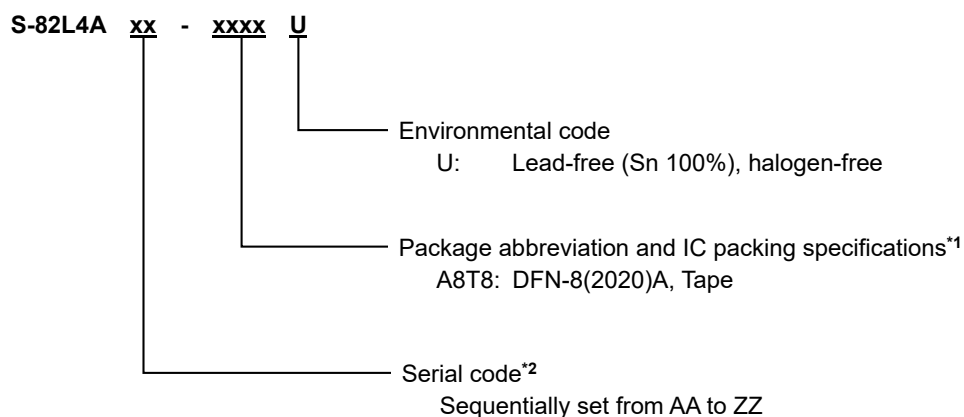 S-82L4A xx - xxxx U
Environmental code
U: Lead-free (Sn 100%), halogen-free
Package abbreviation and IC packing specifications*1
A8T8: DFN-8(2020)A, Tape
Serial code*2
Sequentially set from AA to ZZ